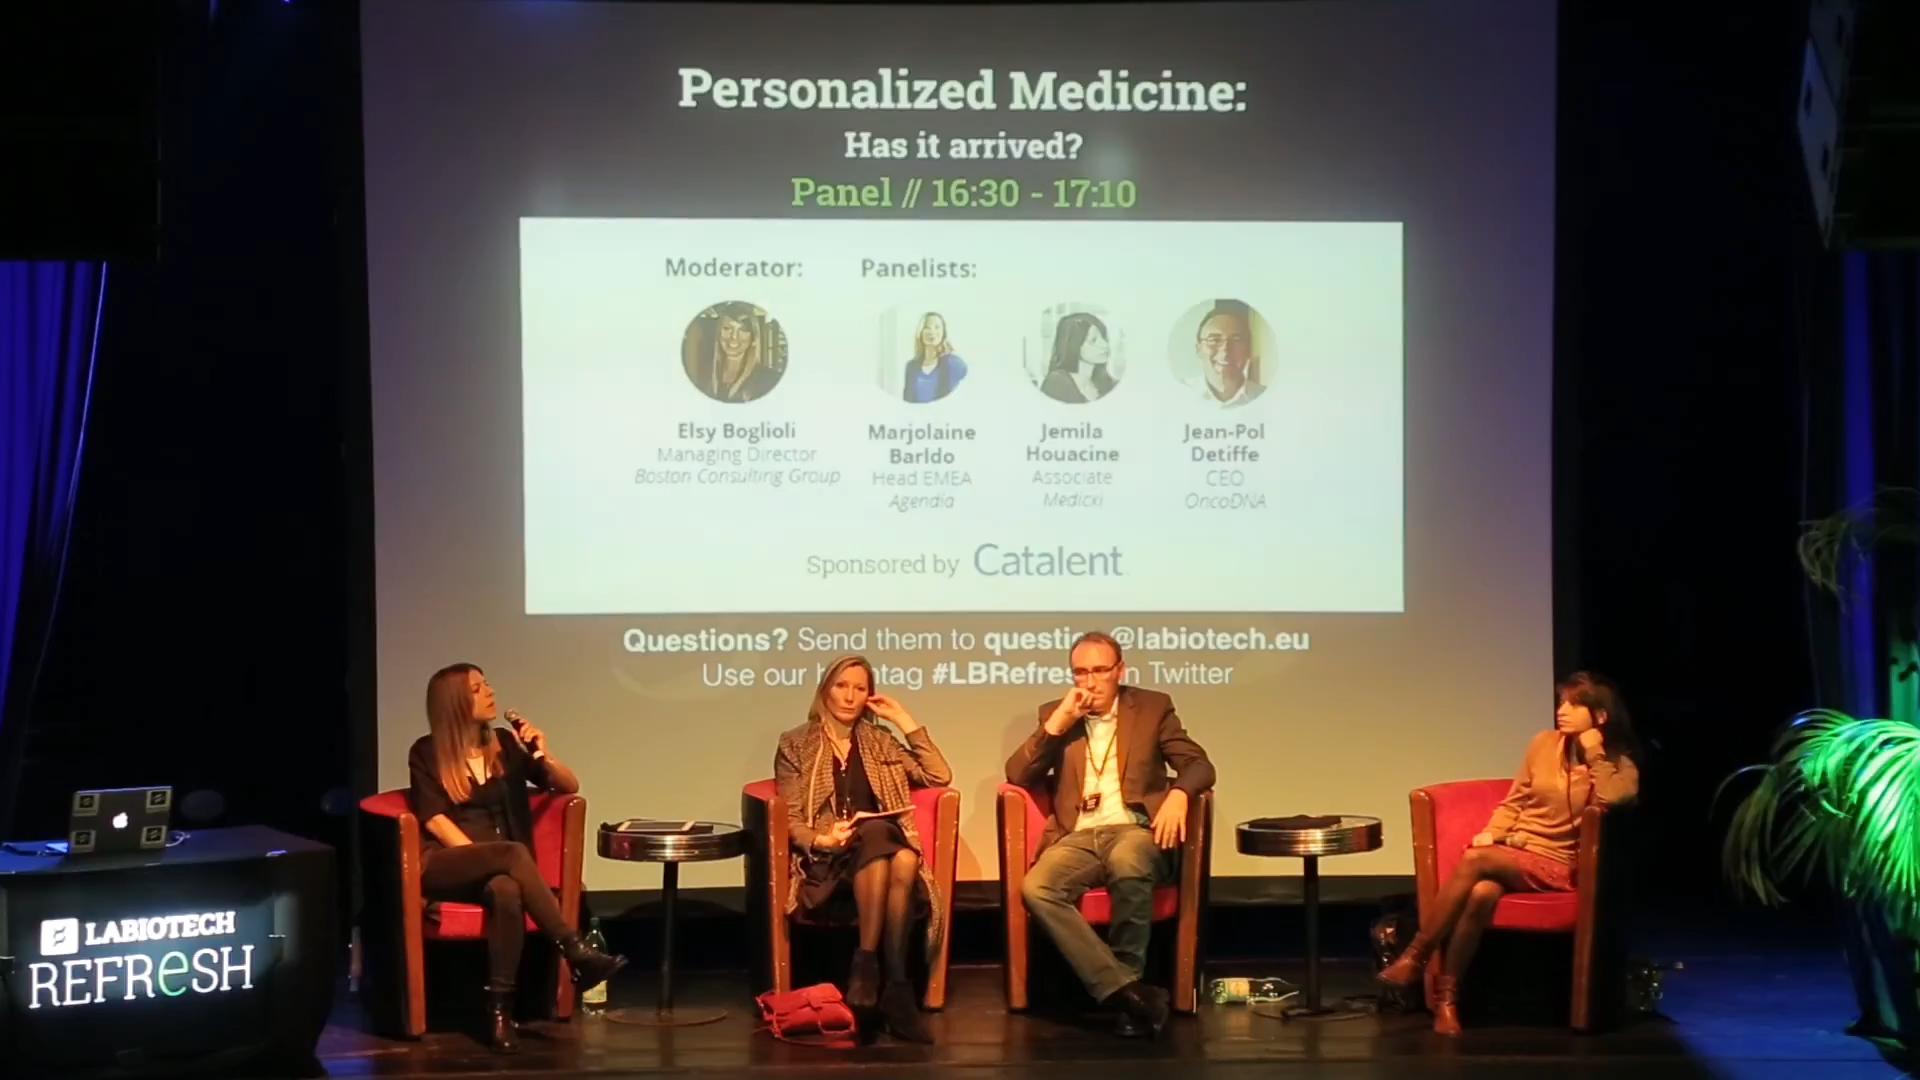 Personalized Medicine:
Has it arrived?
Panel // 16:30 - 17:10
Moderator:
Panelists:
Elsy Boglioli
Managing Director
Boston Consulting Group
Marjolaine
Barldo
Head EMEA
Agendia
Jemila
Houacine
Associate
Medicxi
Jean-Pol
Detiffe
CEO
OncoDNA
Sponsored by Catalent
Questions? Send them to questi @labiotech.eu
Use our h tag #LBRefres n Twitter
LABIOTECH
REFReSH